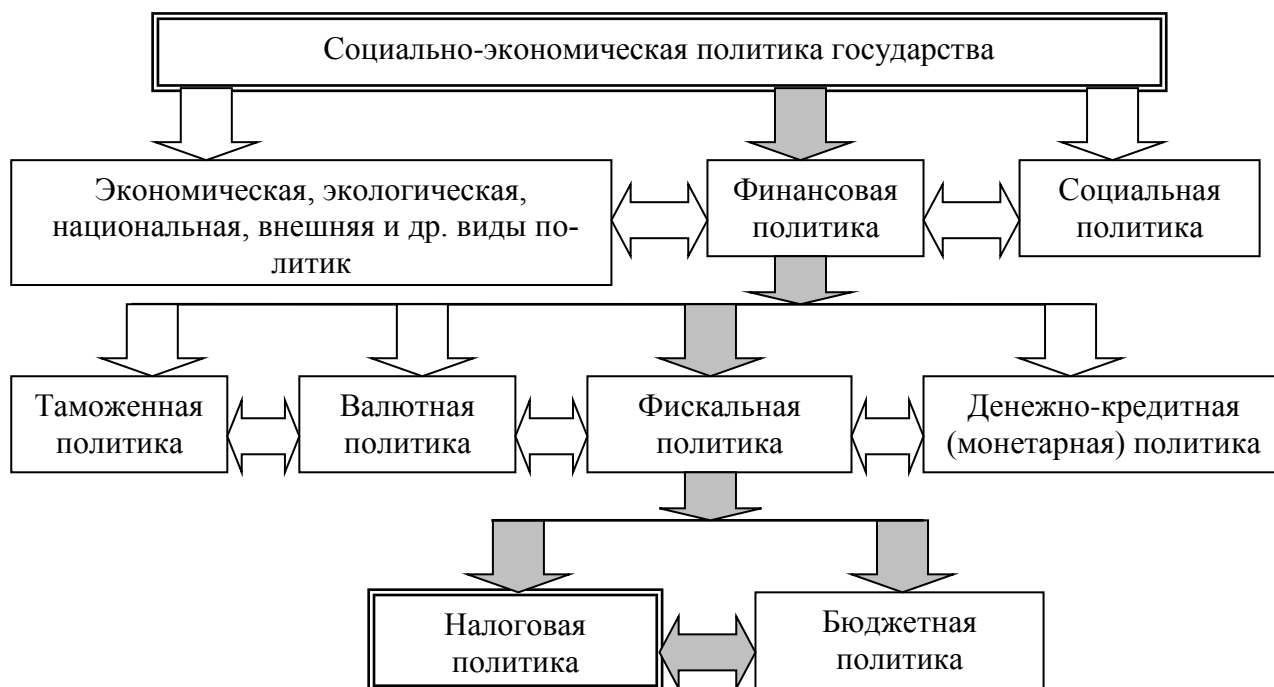 Социально-экономическая политика государства
Экономическая, экологическая,
национальная, внешняя и др. виды по-
литик
Финансовая
политика
Социальная
политика
Таможенная
политика
Валютная
политика
Фискальная
политика
Денежно-кредитная
(монетарная) политика
Налоговая
политика
Бюджетная
политика